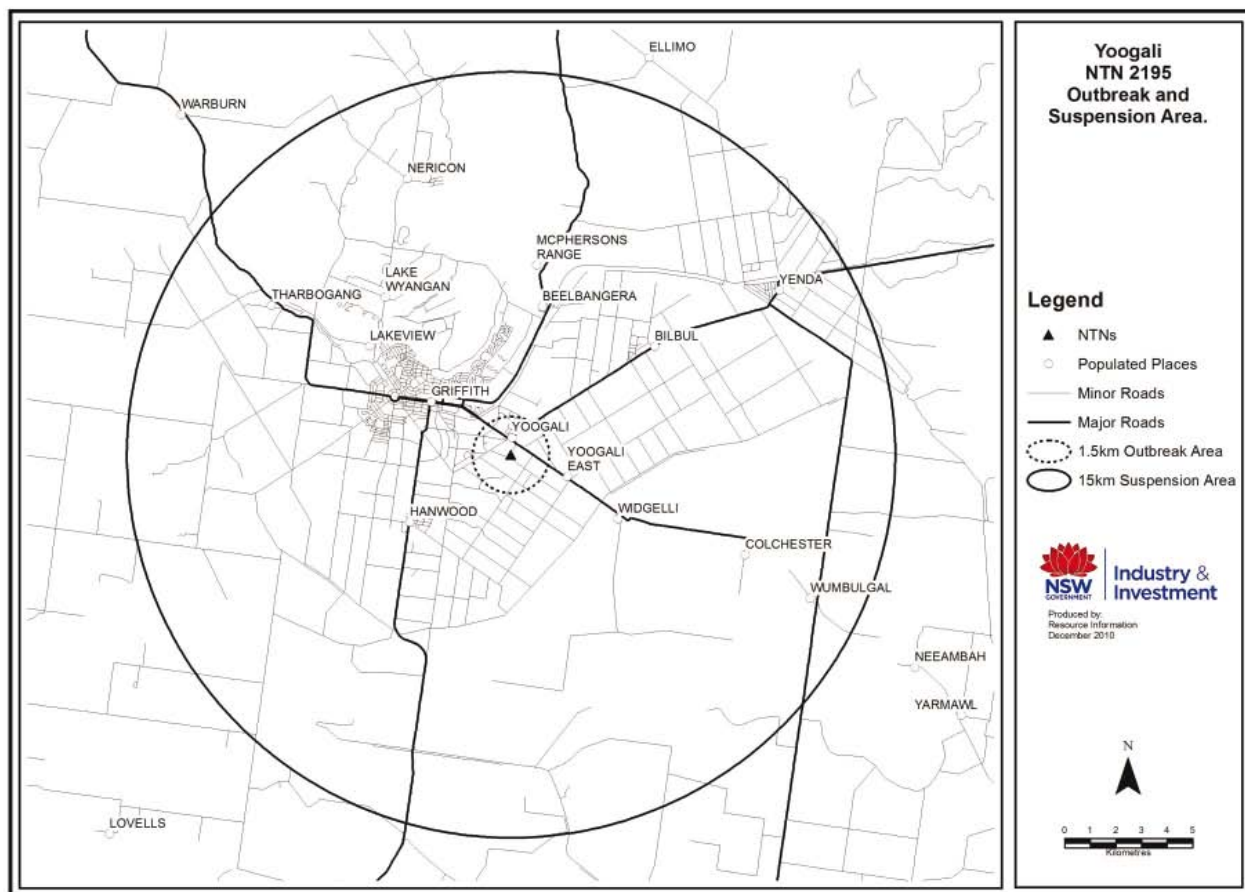 ELLIMO
WARBURN
NERICON
MCPHERSONS
RANGE
LAKE
WYANGAN
YENDA
THARBOGANG
BEELBANGERA
LAKEVIEW
BILBUL
GRIFFITH
YOOGALI
YOOGALI
EAST
HANWOOD
WIDGELLI
COLCHESTER
WUMBULGAL
NEEAMBAH
YARMAWL
LOVELLS
Yoogali
NTN 2195
Outbreak and
Suspension Area.
Legend
NTNs
Populated Places
Minor Roads
Major Roads
1.5km Outbreak Area
15km Suspension Area
NSW
GOVERNMENT
Industry &
Investment
Produced by:
Resource Information
December 2010
N
0 1 2 3 4 5
Kilometres